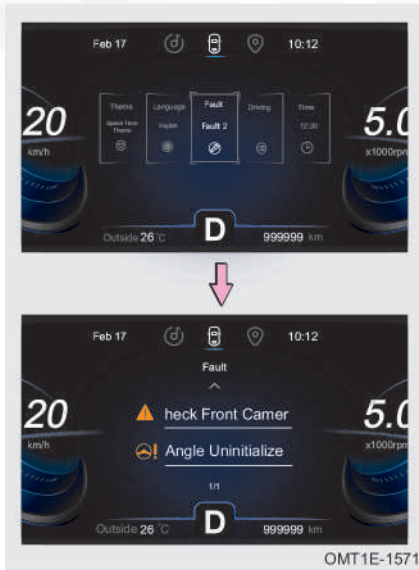 Feb 17 10:12
Theme Language Fault Driving Time
Space Time Theme English Fault 2 12:30
20 5.0
km/h x1000rpm
D
Outside 26 °C 999999 km
Feb 17 10:12
Fault
20 heck Front Camer 5.0
km/h Angle Uninitialize x1000rpm
1/1
D
Outside 26 °C 999999 km
OMT1E-1571